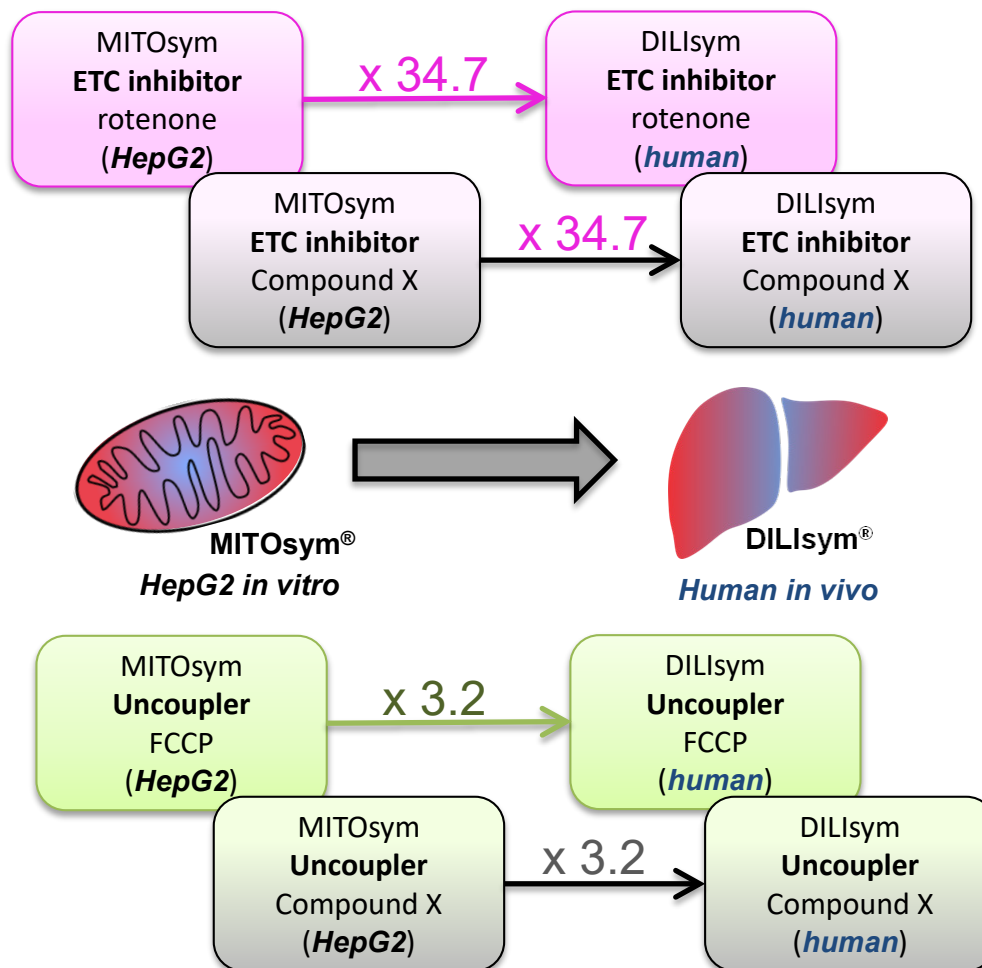 MITOsym
ETC inhibitor
rotenone
(HepG2)
x 34.7
DILIsym
ETC inhibitor
rotenone
(human)
MITOsym
ETC inhibitor
Compound X
(HepG2)
x 34.7
DILIsym
ETC inhibitor
Compound X
(human)
MITOsym®
HepG2 in vitro
DILIsym®
Human in vivo
MITOsym
Uncoupler
FCCP
(HepG2)
x 3.2
DILIsym
Uncoupler
FCCP
(human)
MITOsym
Uncoupler
Compound X
(HepG2)
x 3.2
DILIsym
Uncoupler
Compound X
(human)